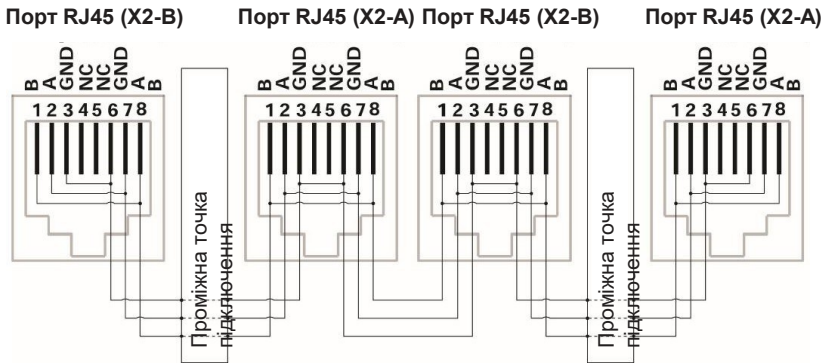 Порт RJ45 (X2-B)
Порт RJ45 (X2-A)
Порт RJ45 (X2-B)
Порт RJ45 (X2-A)
B A GND NC NC GND A B
1 2 3 4 5 6 7 8
B A GND NC NC GND A B
1 2 3 4 5 6 7 8
B A GND NC NC GND A B
1 2 3 4 5 6 7 8
B A GND NC NC GND A B
1 2 3 4 5 6 7 8
Проміжна точка
підключення
Проміжна точка
підключення